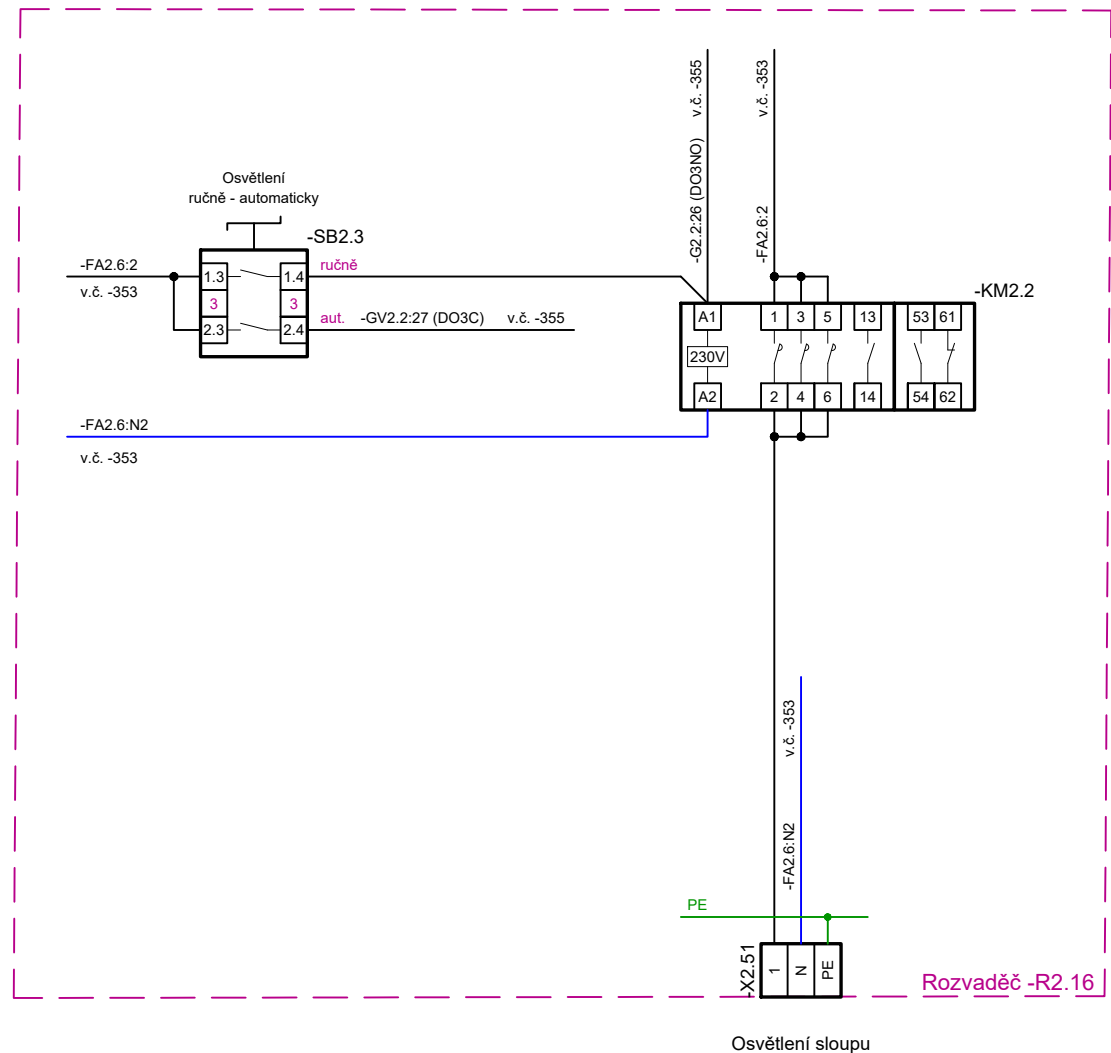 -G2.2:26 (DO3NO) v.č. -355
-FA2.6:2 v.č. -353
Osvětlení
ručně - automaticky
-SB2.3
-FA2.6:2
v.č. -353
1.3
1.4
ručně
3
3
2.3
2.4
aut.
-GV2.2:27 (DO3C) v.č. -355
-KM2.2
A1
1
3
5
13
53
61
230V
A2
2
4
6
14
54
62
-FA2.6:N2
v.č. -353
-FA2.6:N2 v.č. -353
PE
-X2.51
1
N
PE
Rozvaděč -R2.16
Osvětlení sloupu